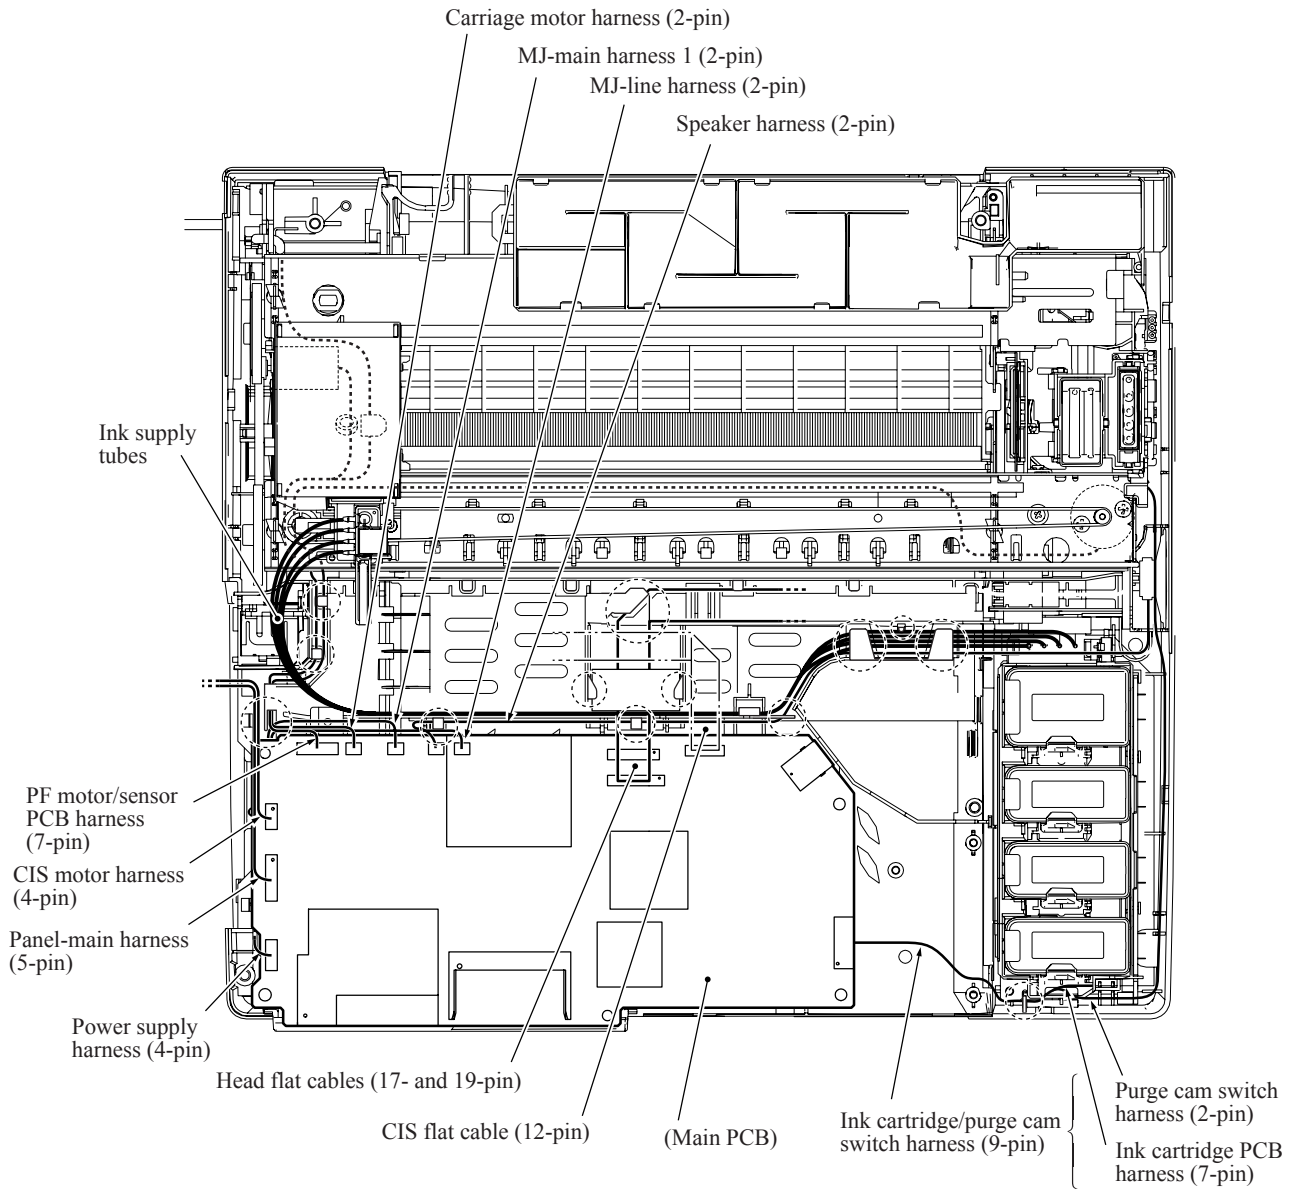 Carriage motor harness (2-pin)
MJ-main harness 1 (2-pin)
MJ-line harness (2-pin)
Speaker harness (2-pin)
Ink supply
tubes
PF motor/sensor
PCB harness
(7-pin)
CIS motor harness
(4-pin)
Panel-main harness
(5-pin)
Power supply
harness (4-pin)
Head flat cables (17- and 19-pin)
CIS flat cable (12-pin)
(Main PCB)
Ink cartridge/purge cam
switch harness (9-pin)
Purge cam switch
harness (2-pin)
Ink cartridge PCB
harness (7-pin)